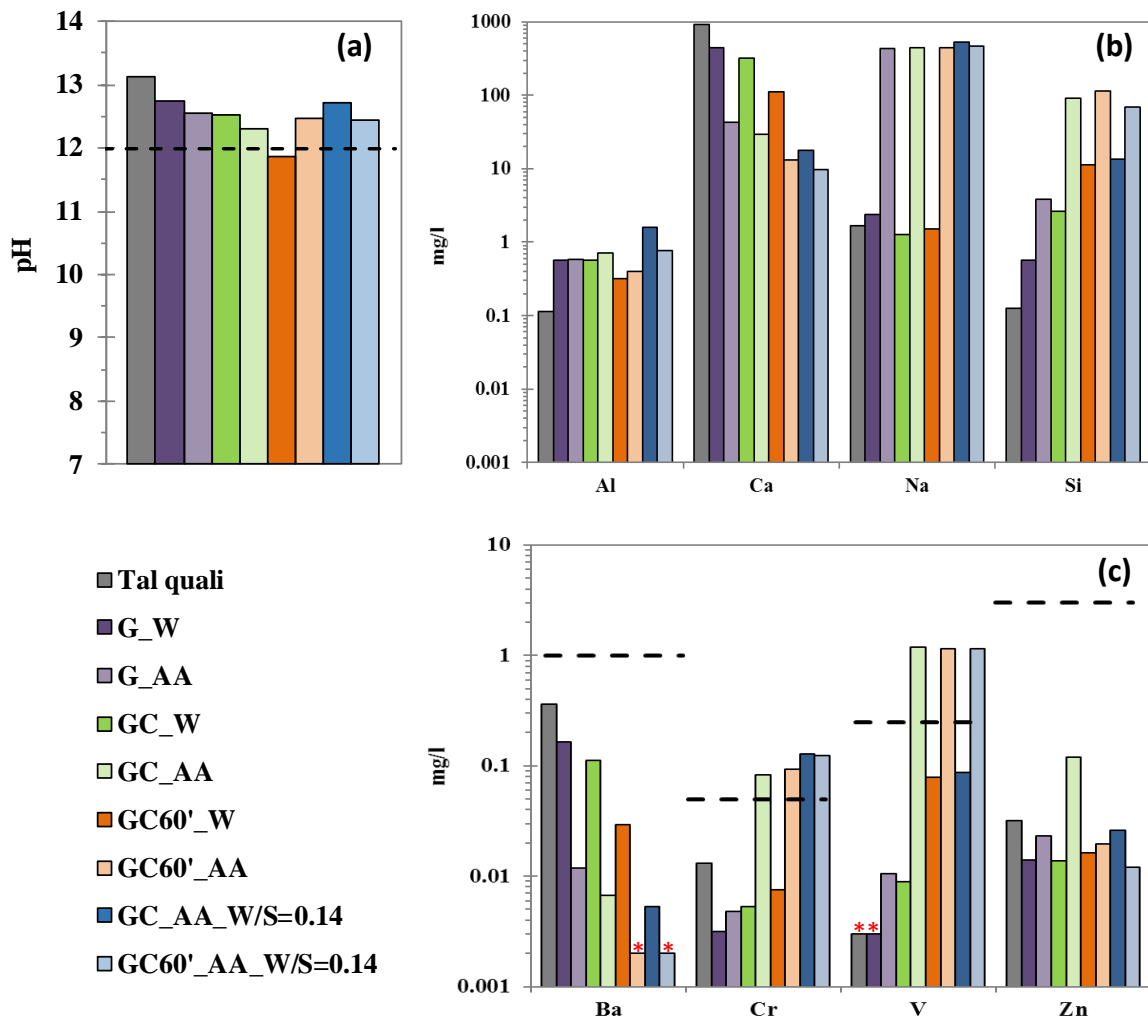 (a)
14
13
12
11
10
9
8
7
pH
(b)
1000
100
10
1
0.1
0.01
0.001
mg/l
Al Ca Na Si
Tal quali
G_W
G_AA
GC_W
GC_AA
GC60'_W
GC60'_AA
GC_AA_W/S=0.14
GC60'_AA_W/S=0.14
(c)
10
1
0.1
0.01
0.001
mg/l
* * * *
Ba Cr V Zn